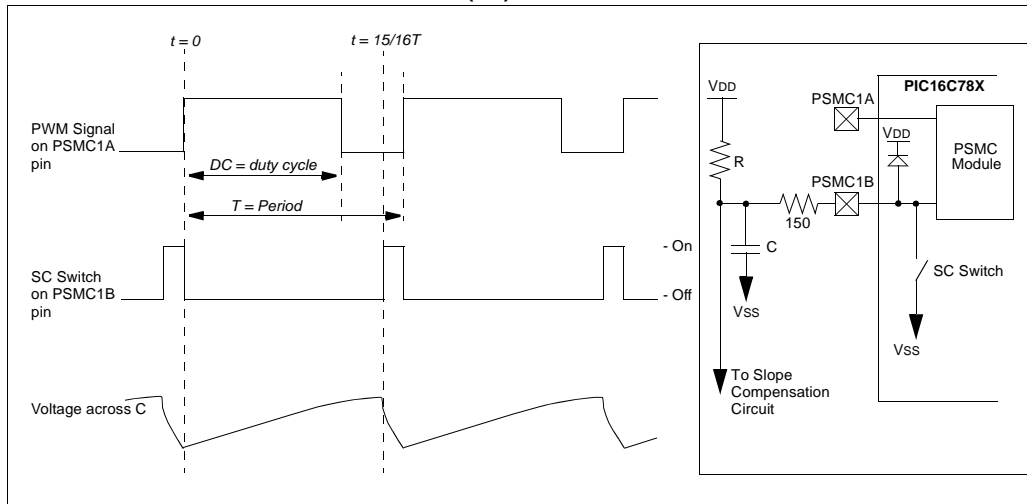 t = 0
t = 15/16T
PWM Signal
on PSMC1A
pin
DC = duty cycle
T = Period
SC Switch
on PSMC1B
pin
- On
- Off
Voltage across C
VDD
R
C
VSS
150
PSMC1A
PSMC1B
PIC16C78X
VDD
PSMC
Module
SC Switch
VSS
To Slope
Compensation
Circuit